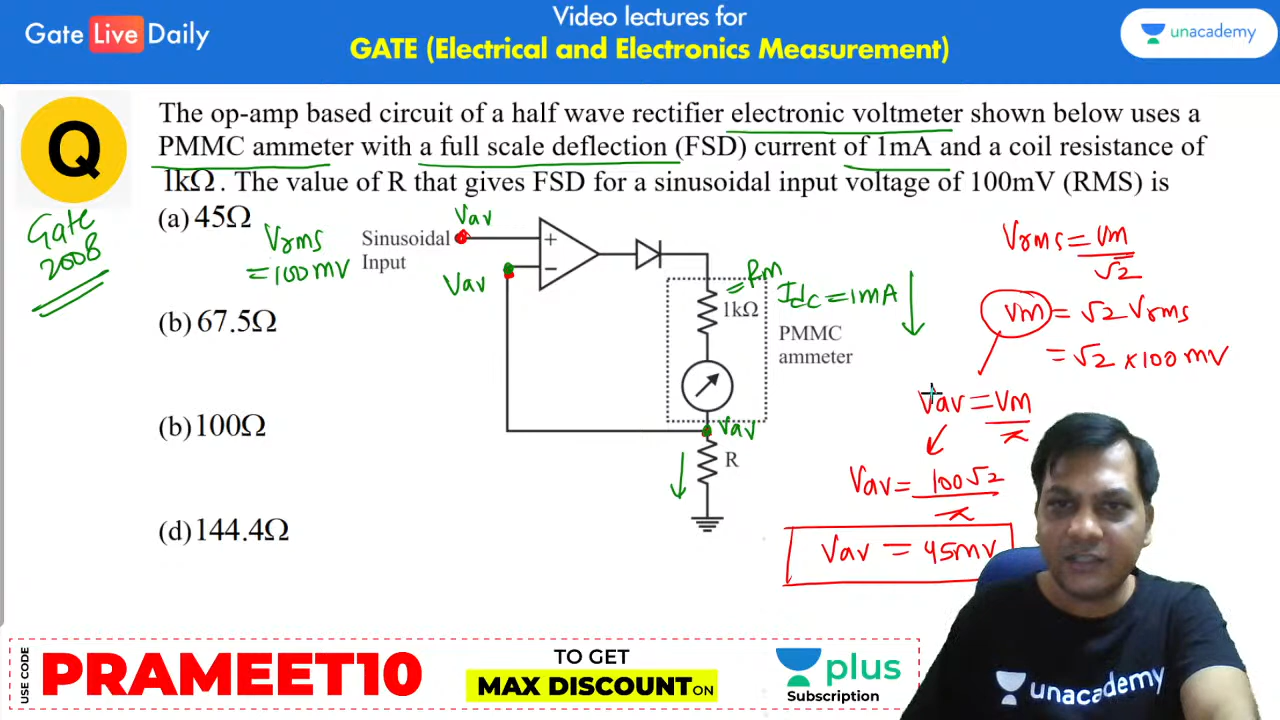 Gate Live Daily
Video lectures for
GATE (Electrical and Electronics Measurement)
unacademy
Q
The op-amp based circuit of a half wave rectifier electronic voltmeter shown below uses a
PMMC ammeter with a full scale deflection (FSD) current of 1mA and a coil resistance of
1kΩ. The value of R that gives FSD for a sinusoidal input voltage of 100mV (RMS) is
Gate
2008
(a) 45Ω
(b) 67.5Ω
(b) 100Ω
(d) 144.4Ω
Vrms
= 100mV
Sinusoidal
Input
Vav
Vav
+
−
= Rm
1kΩ
Idc = 1mA
PMMC
ammeter
Vav
R
Vrms = Vm/√2
Vm = √2 Vrms
= √2 × 100 mV
Vav = Vm/π
Vav = 100√2/π
Vav = 45mV
USE CODE
PRAMEET10
TO GET
MAX DISCOUNT ON
plus
Subscription
unacademy